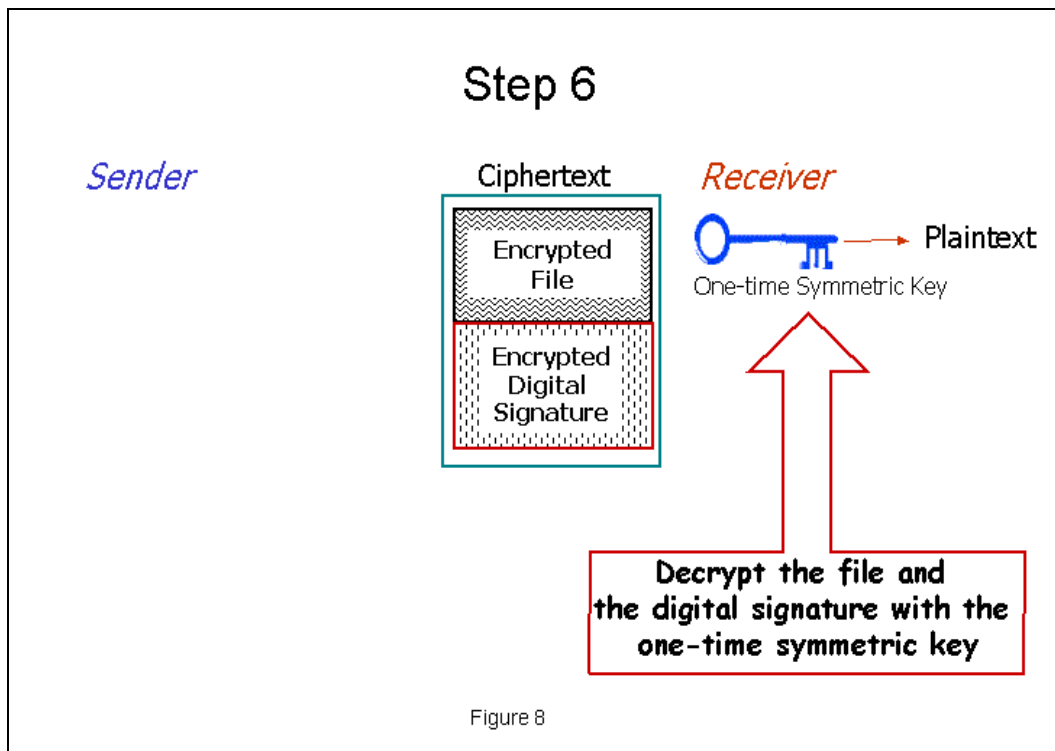 Step 6
Sender
Ciphertext
Receiver
Encrypted
File
Encrypted
Digital
Signature
Plaintext
One-time Symmetric Key
Decrypt the file and
the digital signature with the
one-time symmetric key
Figure 8